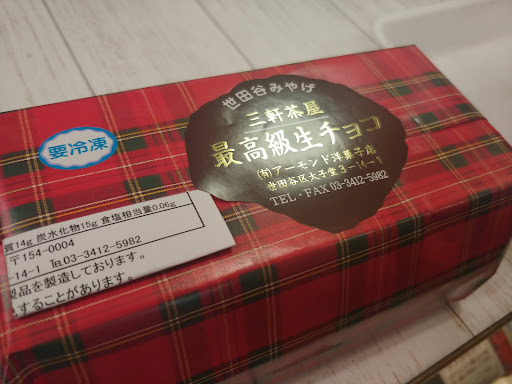 世田谷みやげ
三軒茶屋
最高級生チョコ
(有)アーモンド洋菓子店
世田谷区太子堂3-14-1
TEL・FAX 03-3412-5982
要冷凍
質14g 炭水化物15g 食塩相当量0.06g
〒154-0004
14-1 ℡03-3412-5982
製品を製造しております。
することがあります。